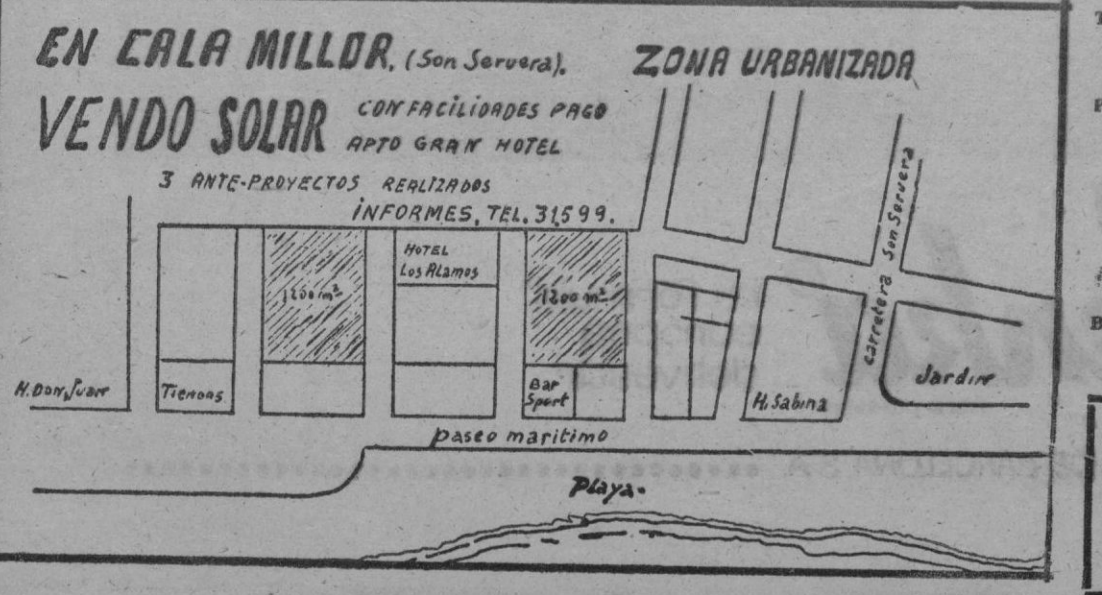 EN CALA MILLOR. (Son Servera).
ZONA URBANIZADA
VENDO SOLAR
CON FACILIDADES PAGO
APTO GRAN HOTEL
3 ANTE-PROYECTOS REALIZADOS
INFORMES, TEL. 31599.
HOTEL
Los Alamos
1200 m²
1200 m²
carretera Son Servera
H. Don Juan
Tiendas
Bar
Sport
H. Sabina
Jardin
paseo maritimo
Playa.